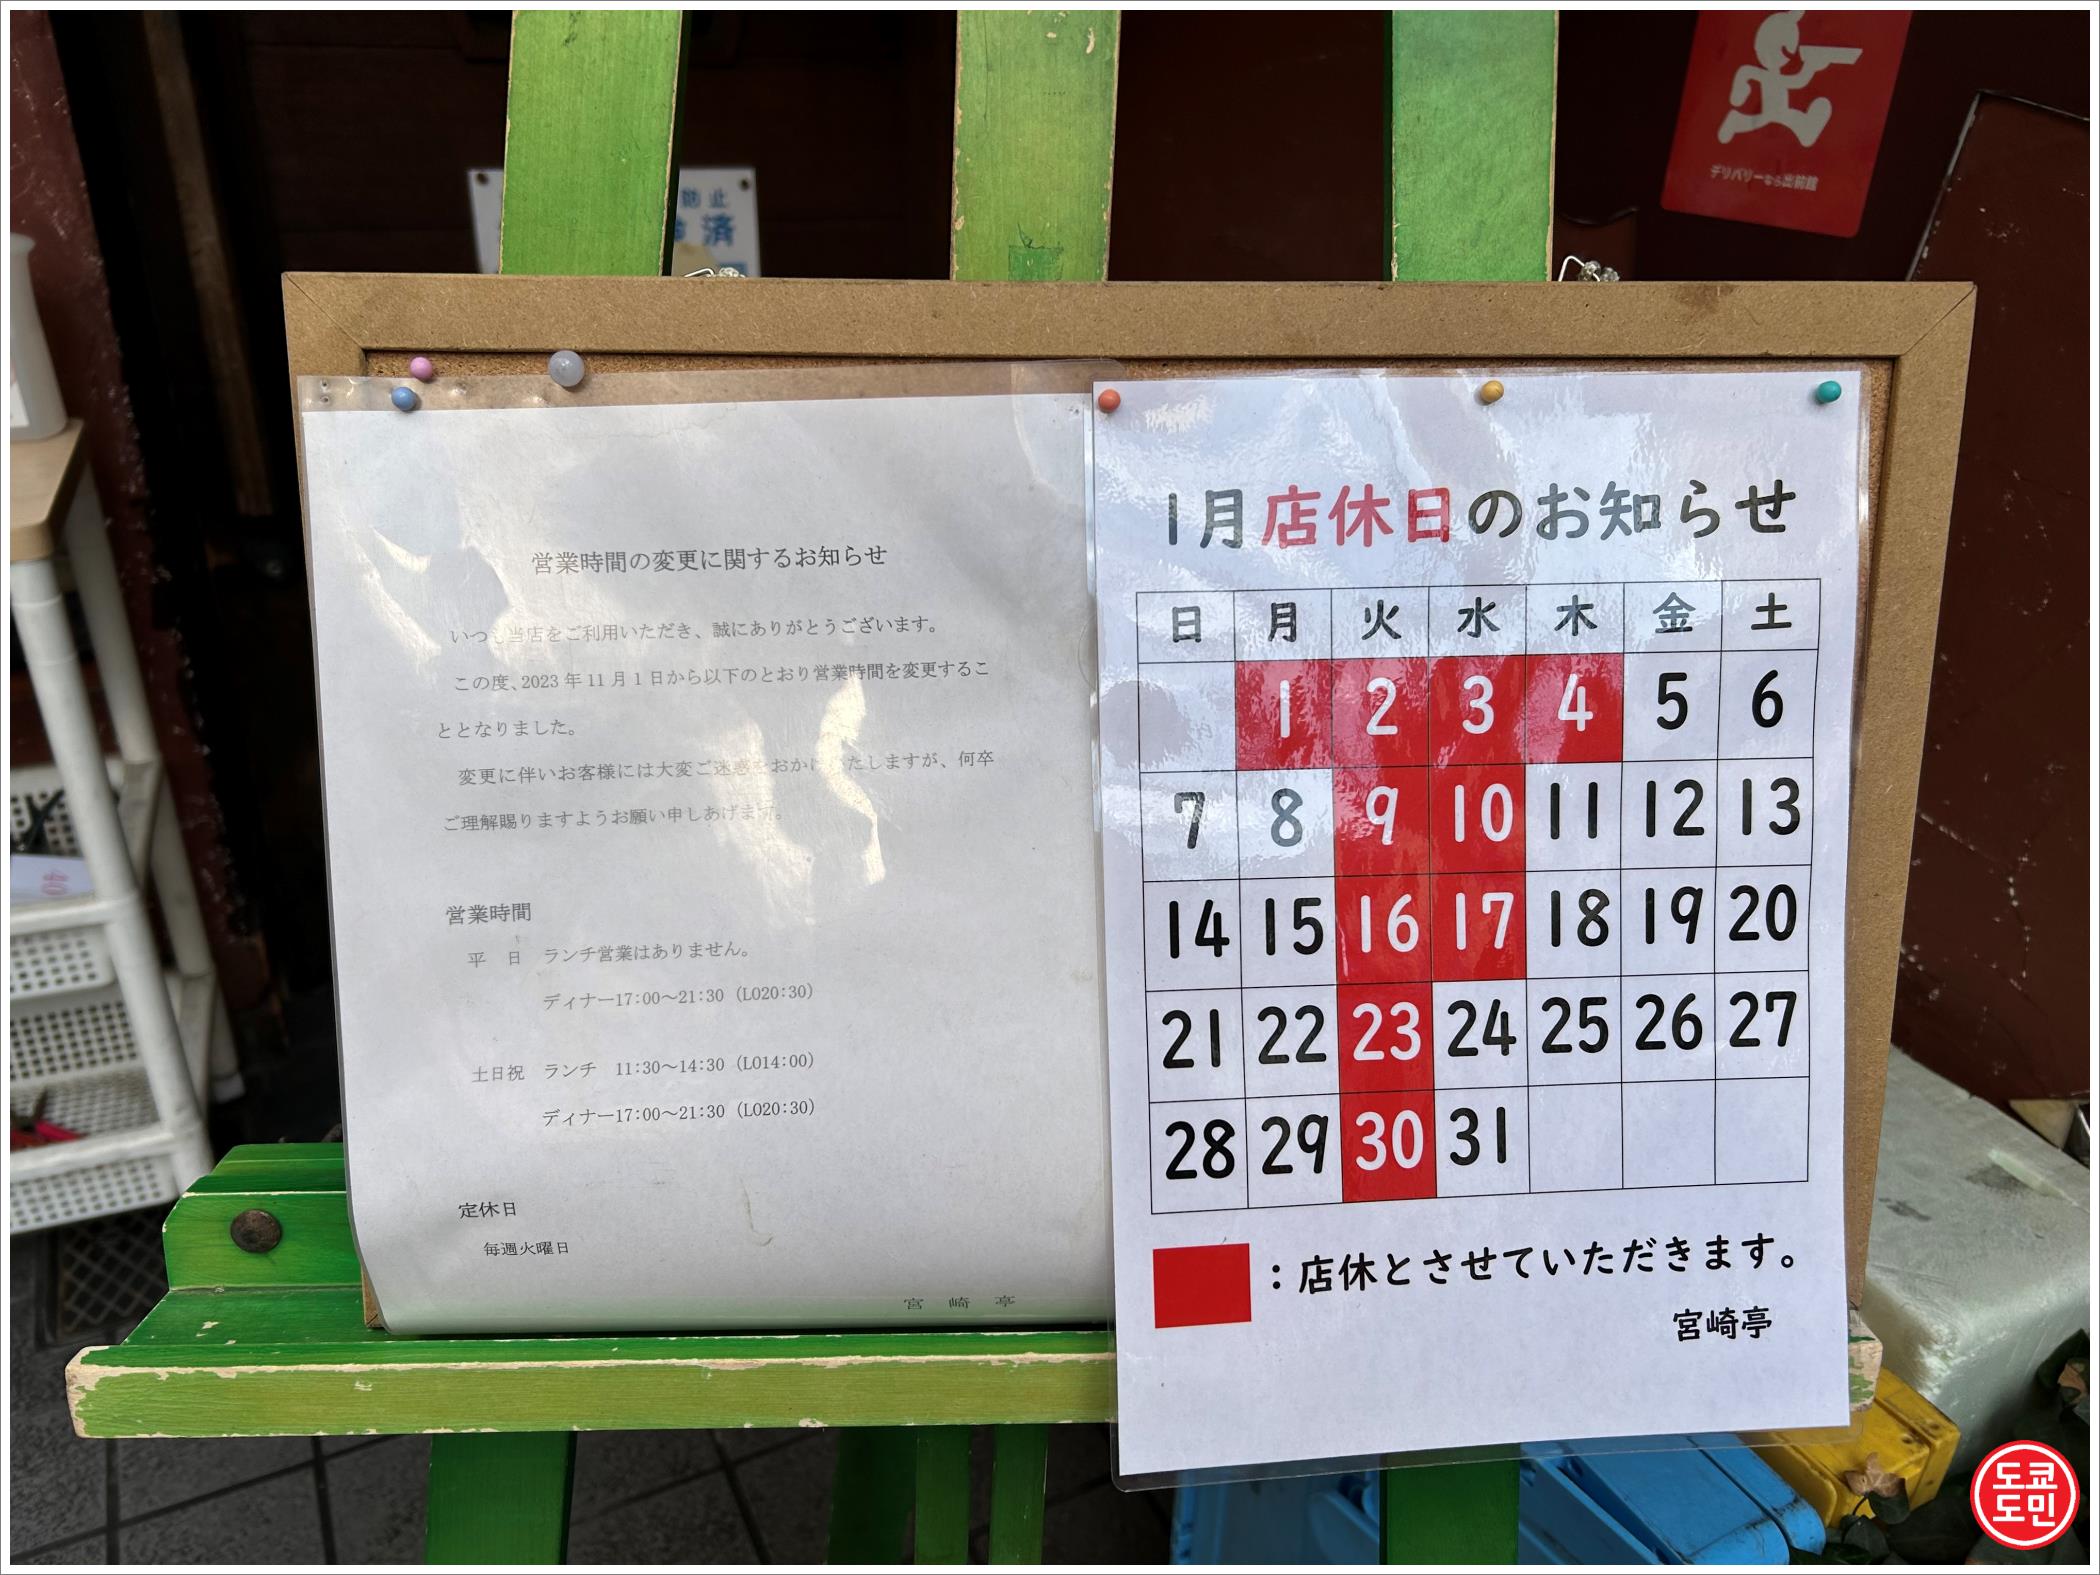 防止
済
デリバリーなら出前館
営業時間の変更に関するお知らせ
いつも当店をご利用いただき、誠にありがとうございます。
この度、2023年11月1日から以下のとおり営業時間を変更するこ
ととなりました。
変更に伴いお客様には大変ご迷惑をおかけいたしますが、何卒
ご理解賜りますようお願い申しあげます。
営業時間
平 日 ランチ営業はありません。
ディナー17:00～21:30（LO20:30）
土日祝 ランチ 11:30～14:30（LO14:00）
ディナー17:00～21:30（LO20:30）
定休日
毎週火曜日
宮 崎 亭
1月店休日のお知らせ
日 月 火 水 木 金 土
1 2 3 4 5 6
7 8 9 10 11 12 13
14 15 16 17 18 19 20
21 22 23 24 25 26 27
28 29 30 31
：店休とさせていただきます。
宮崎亭
40
도쿄
도민